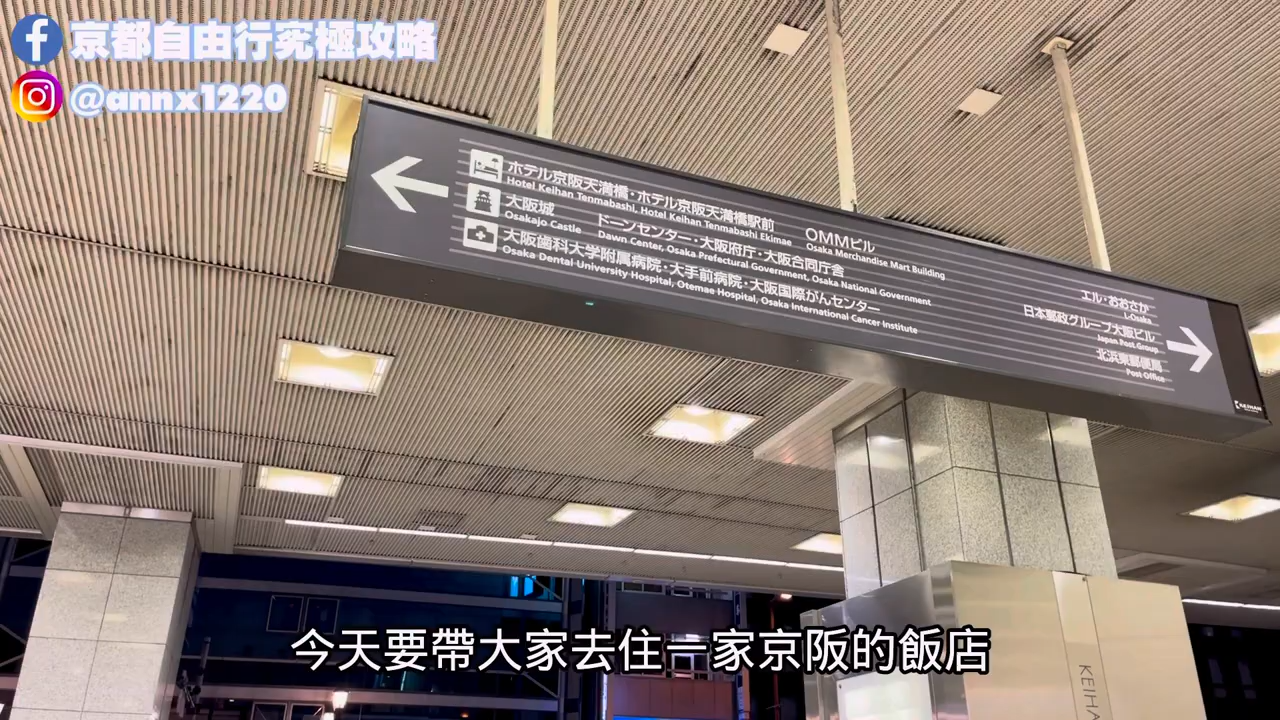 京都自由行究極攻略
@annx1220
ホテル京阪天満橋・ホテル京阪天満橋駅前
Hotel Keihan Tenmabashi, Hotel Keihan Tenmabashi Ekimae
OMMビル
Osaka Merchandise Mart Building
大阪城
Osakajo Castle
ドーンセンター・大阪府庁・大阪合同庁舎
Dawn Center, Osaka Prefectural Government, Osaka National Government
大阪歯科大学附属病院・大手前病院・大阪国際がんセンター
Osaka Dental University Hospital, Otemae Hospital, Osaka International Cancer Institute
エル・おおさか
L-Osaka
日本郵政グループ大阪ビル
Japan Post Group
北浜東郵便局
Post Office
KEIHAN
KEIHA
今天要帶大家去住一家京阪的飯店